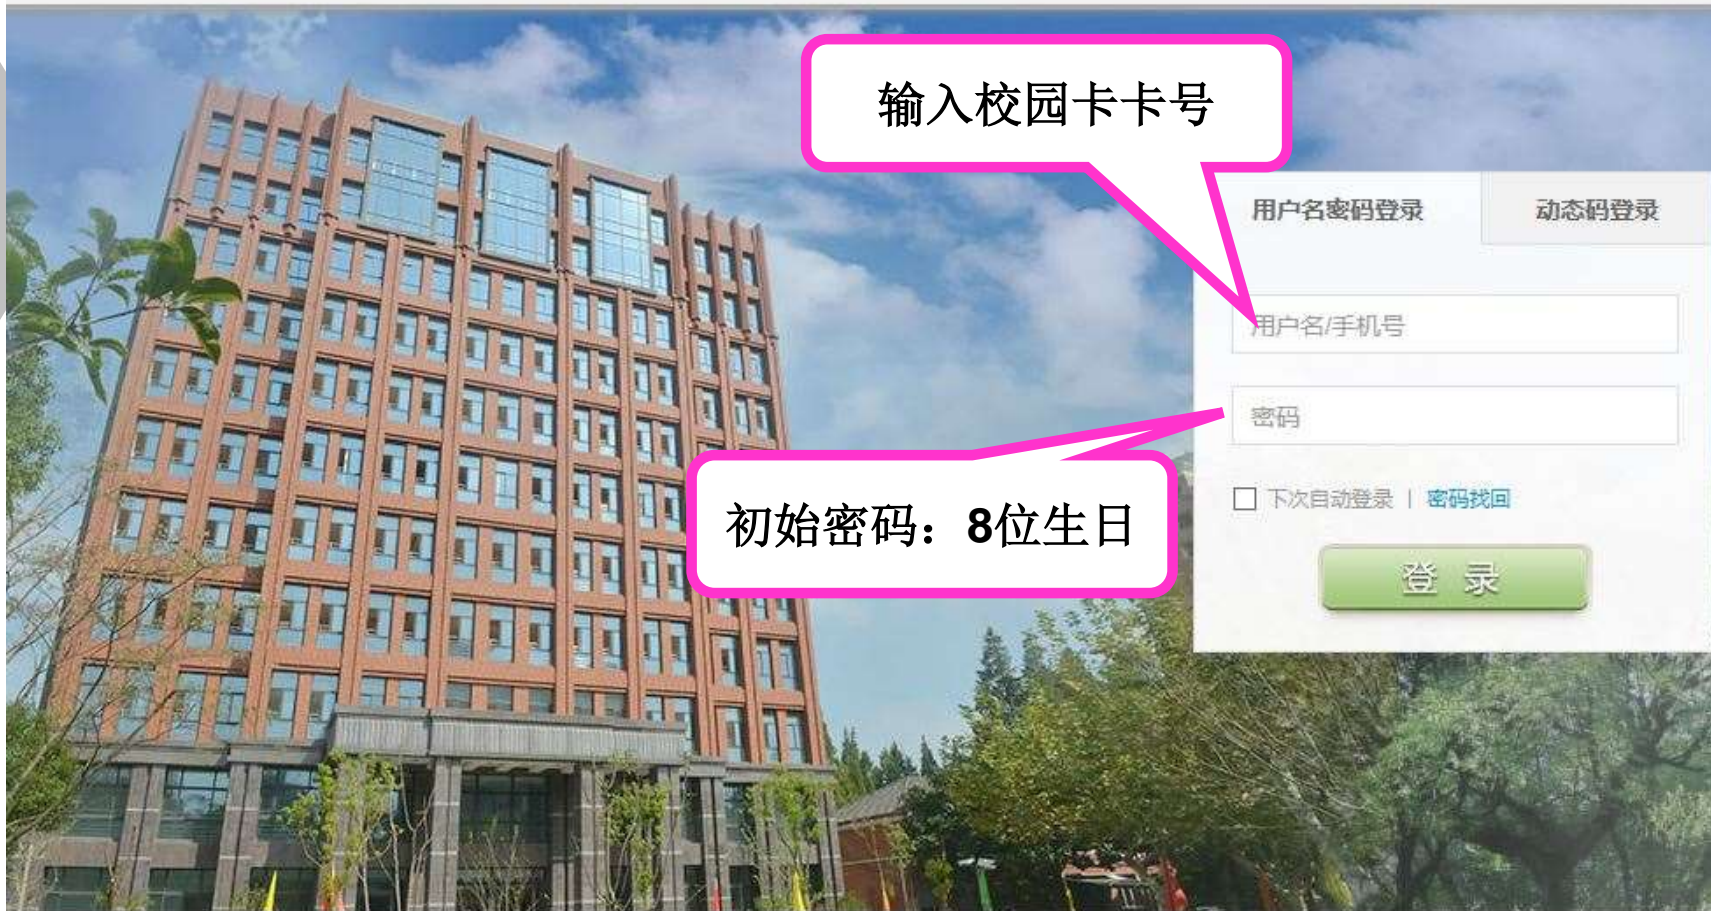 输入校园卡卡号
用户名密码登录
动态码登录
用户名/手机号
密码
初始密码：8位生日
下次自动登录 | 密码找回
登 录